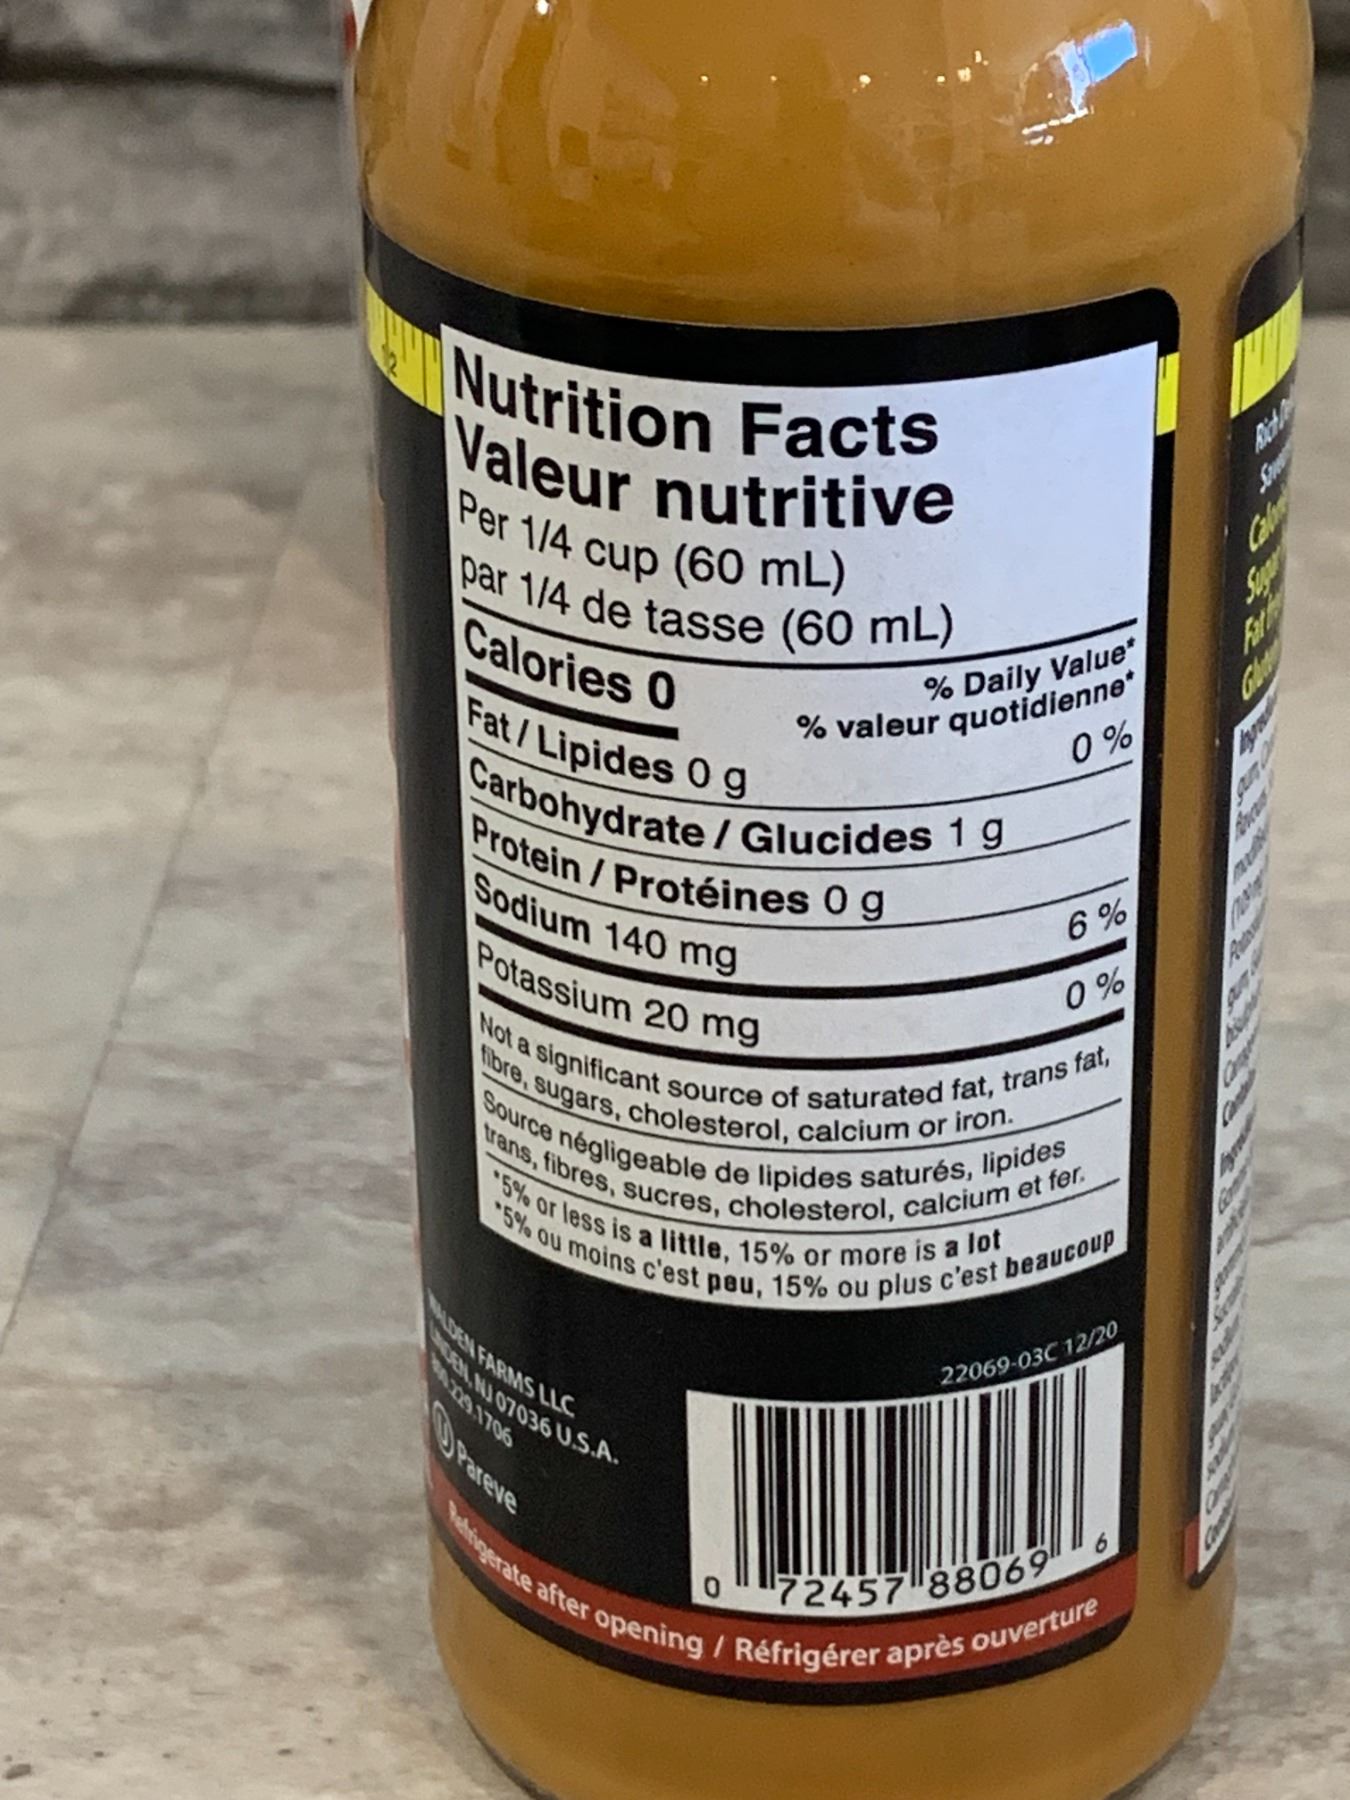 Nutrition Facts
Valeur nutritive
Per 1/4 cup (60 mL)
par 1/4 de tasse (60 mL)
Calories 0
% Daily Value*
% valeur quotidienne*
Fat / Lipides 0 g 0 %
Carbohydrate / Glucides 1 g
Protein / Protéines 0 g
Sodium 140 mg 6 %
Potassium 20 mg 0 %
Not a significant source of saturated fat, trans fat,
fibre, sugars, cholesterol, calcium or iron.
Source négligeable de lipides saturés, lipides
trans, fibres, sucres, cholesterol, calcium et fer.
*5% or less is a little, 15% or more is a lot
*5% ou moins c'est peu, 15% ou plus c'est beaucoup
22069-03C 12/20
WALDEN FARMS LLC
LINDEN, NJ 07036 U.S.A.
800.229.1706
U Pareve
0 72457 88069 6
Refrigerate after opening / Réfrigérer après ouverture
12
Rich